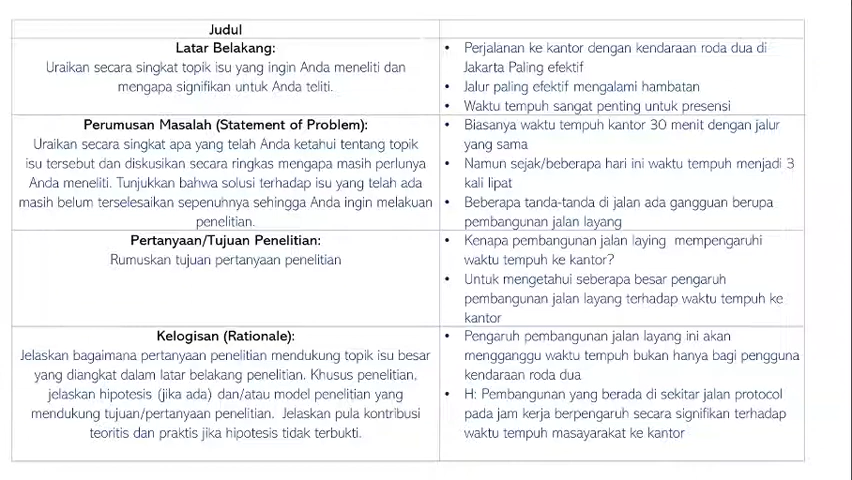 Judul
Latar Belakang:
Uraikan secara singkat topik isu yang ingin Anda meneliti dan
mengapa signifikan untuk Anda teliti.
• Perjalanan ke kantor dengan kendaraan roda dua di
Jakarta Paling efektif
• Jalur paling efektif mengalami hambatan
• Waktu tempuh sangat penting untuk presensi
Perumusan Masalah (Statement of Problem):
Uraikan secara singkat apa yang telah Anda ketahui tentang topik
isu tersebut dan diskusikan secara ringkas mengapa masih perlunya
Anda meneliti. Tunjukkan bahwa solusi terhadap isu yang telah ada
masih belum terselesaikan sepenuhnya sehingga Anda ingin melakuan
penelitian.
• Biasanya waktu tempuh kantor 30 menit dengan jalur
yang sama
• Namun sejak/beberapa hari ini waktu tempuh menjadi 3
kali lipat
• Beberapa tanda-tanda di jalan ada gangguan berupa
pembangunan jalan layang
Pertanyaan/Tujuan Penelitian:
Rumuskan tujuan pertanyaan penelitian
• Kenapa pembangunan jalan laying mempengaruhi
waktu tempuh ke kantor?
• Untuk mengetahui seberapa besar pengaruh
pembangunan jalan layang terhadap waktu tempuh ke
kantor
Kelogisan (Rationale):
Jelaskan bagaimana pertanyaan penelitian mendukung topik isu besar
yang diangkat dalam latar belakang penelitian. Khusus penelitian,
jelaskan hipotesis (jika ada) dan/atau model penelitian yang
mendukung tujuan/pertanyaan penelitian. Jelaskan pula kontribusi
teoritis dan praktis jika hipotesis tidak terbukti.
• Pengaruh pembangunan jalan layang ini akan
mengganggu waktu tempuh bukan hanya bagi pengguna
kendaraan roda dua
• H: Pembangunan yang berada di sekitar jalan protocol
pada jam kerja berpengaruh secara signifikan terhadap
waktu tempuh masayarakat ke kantor